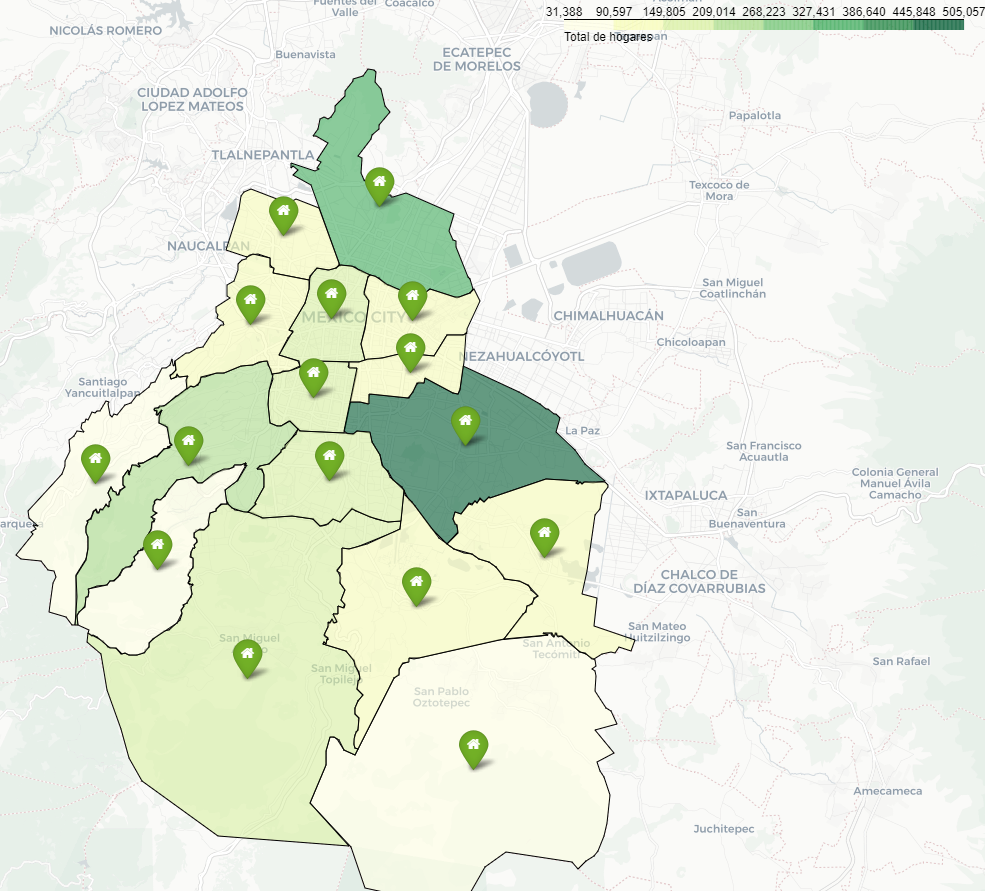 Fuentes del
Valle
Coacalco
31,388 90,597 149,805 209,014 268,223 327,431 386,640 445,848 505,057
Total de hogares
NICOLÁS ROMERO
Buenavista
ECATEPEC
DE MORELOS
CIUDAD ADOLFO
LOPEZ MATEOS
Papalotla
TLALNEPANTLA
Texcoco de
Mora
NAUCALPAN
San Miguel
Coatlinchán
MEXICO CITY
CHIMALHUACÁN
Chicoloapan
NEZAHUALCÓYOTL
Santiago
Yancuitlalpan
La Paz
San Francisco
Acuautla
Colonia General
Manuel Ávila
Camacho
IXTAPALUCA
San
Buenaventura
CHALCO DE
DÍAZ COVARRUBIAS
San Mateo
Huitzilzingo
San Miguel
San Antonio
Tecómitl
San Rafael
San Miguel
Topilejo
San Pablo
Oztotepec
Amecameca
Juchitepec